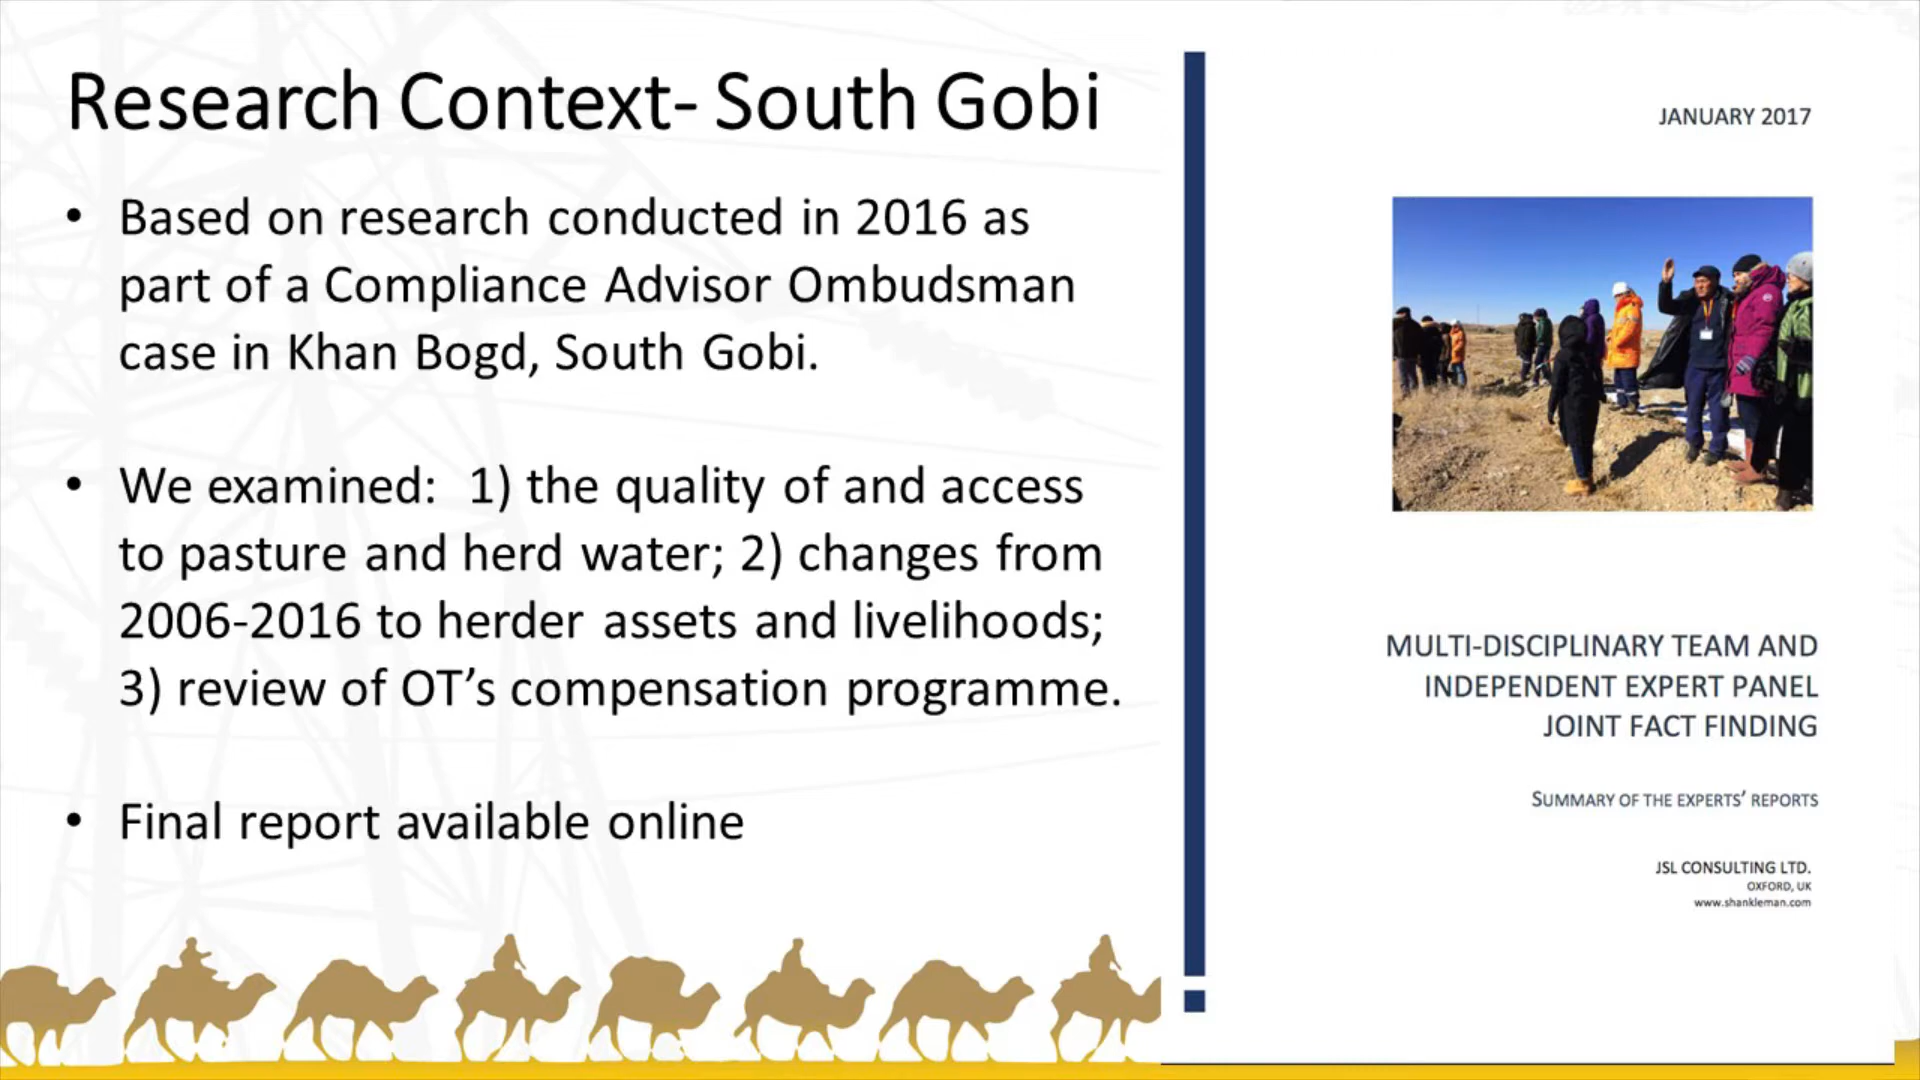 Research Context- South Gobi
• Based on research conducted in 2016 as
part of a Compliance Advisor Ombudsman
case in Khan Bogd, South Gobi.
• We examined: 1) the quality of and access
to pasture and herd water; 2) changes from
2006-2016 to herder assets and livelihoods;
3) review of OT’s compensation programme.
• Final report available online
JANUARY 2017
MULTI-DISCIPLINARY TEAM AND
INDEPENDENT EXPERT PANEL
JOINT FACT FINDING
SUMMARY OF THE EXPERTS’ REPORTS
JSL CONSULTING LTD.
OXFORD, UK
www.shankleman.com